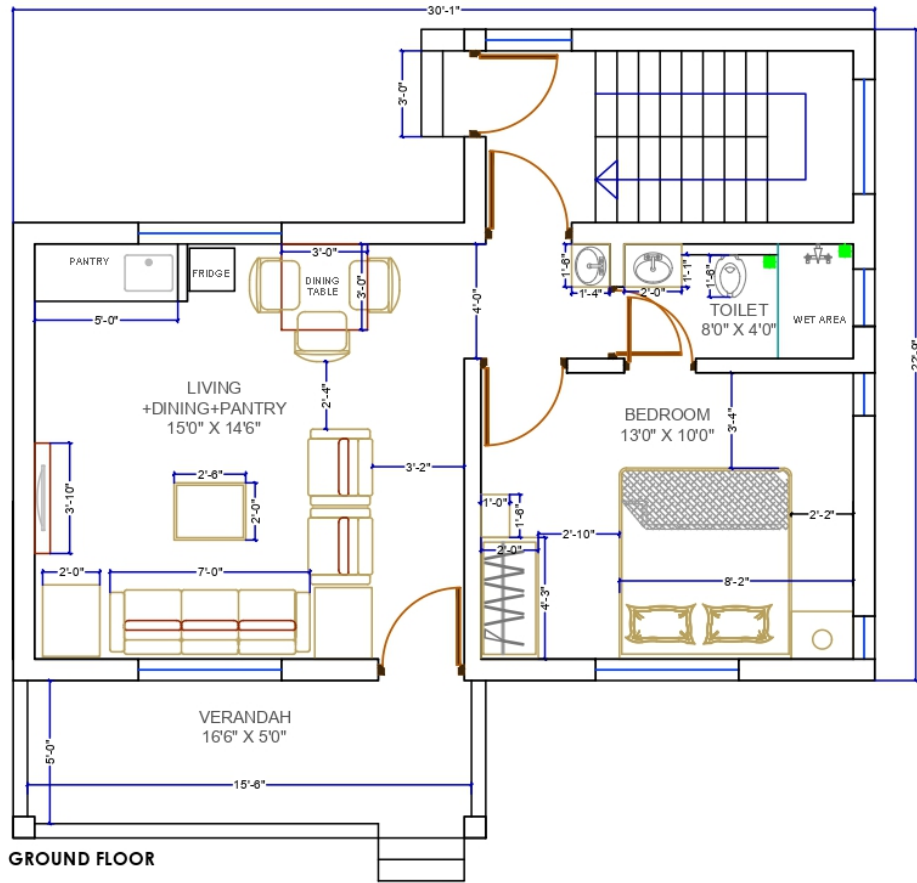 30'-1"
3'-0"
PANTRY
FRIDGE
3'-0"
DINING
TABLE
3'-0"
5'-0"
4'-0"
1'-6"
1'-4"
2'-0"
1'-1"
1'-6"
TOILET
8'0" X 4'0"
WET AREA
27'-9"
LIVING
+DINING+PANTRY
15'0" X 14'6"
2'-4"
BEDROOM
13'0" X 10'0"
3'-4"
3'-10"
2'-6"
2'-0"
3'-2"
1'-0"
1'-6"
2'-0"
2'-10"
2'-2"
2'-0"
7'-0"
4'-3"
8'-2"
VERANDAH
16'6" X 5'0"
5'-0"
15'-6"
GROUND FLOOR